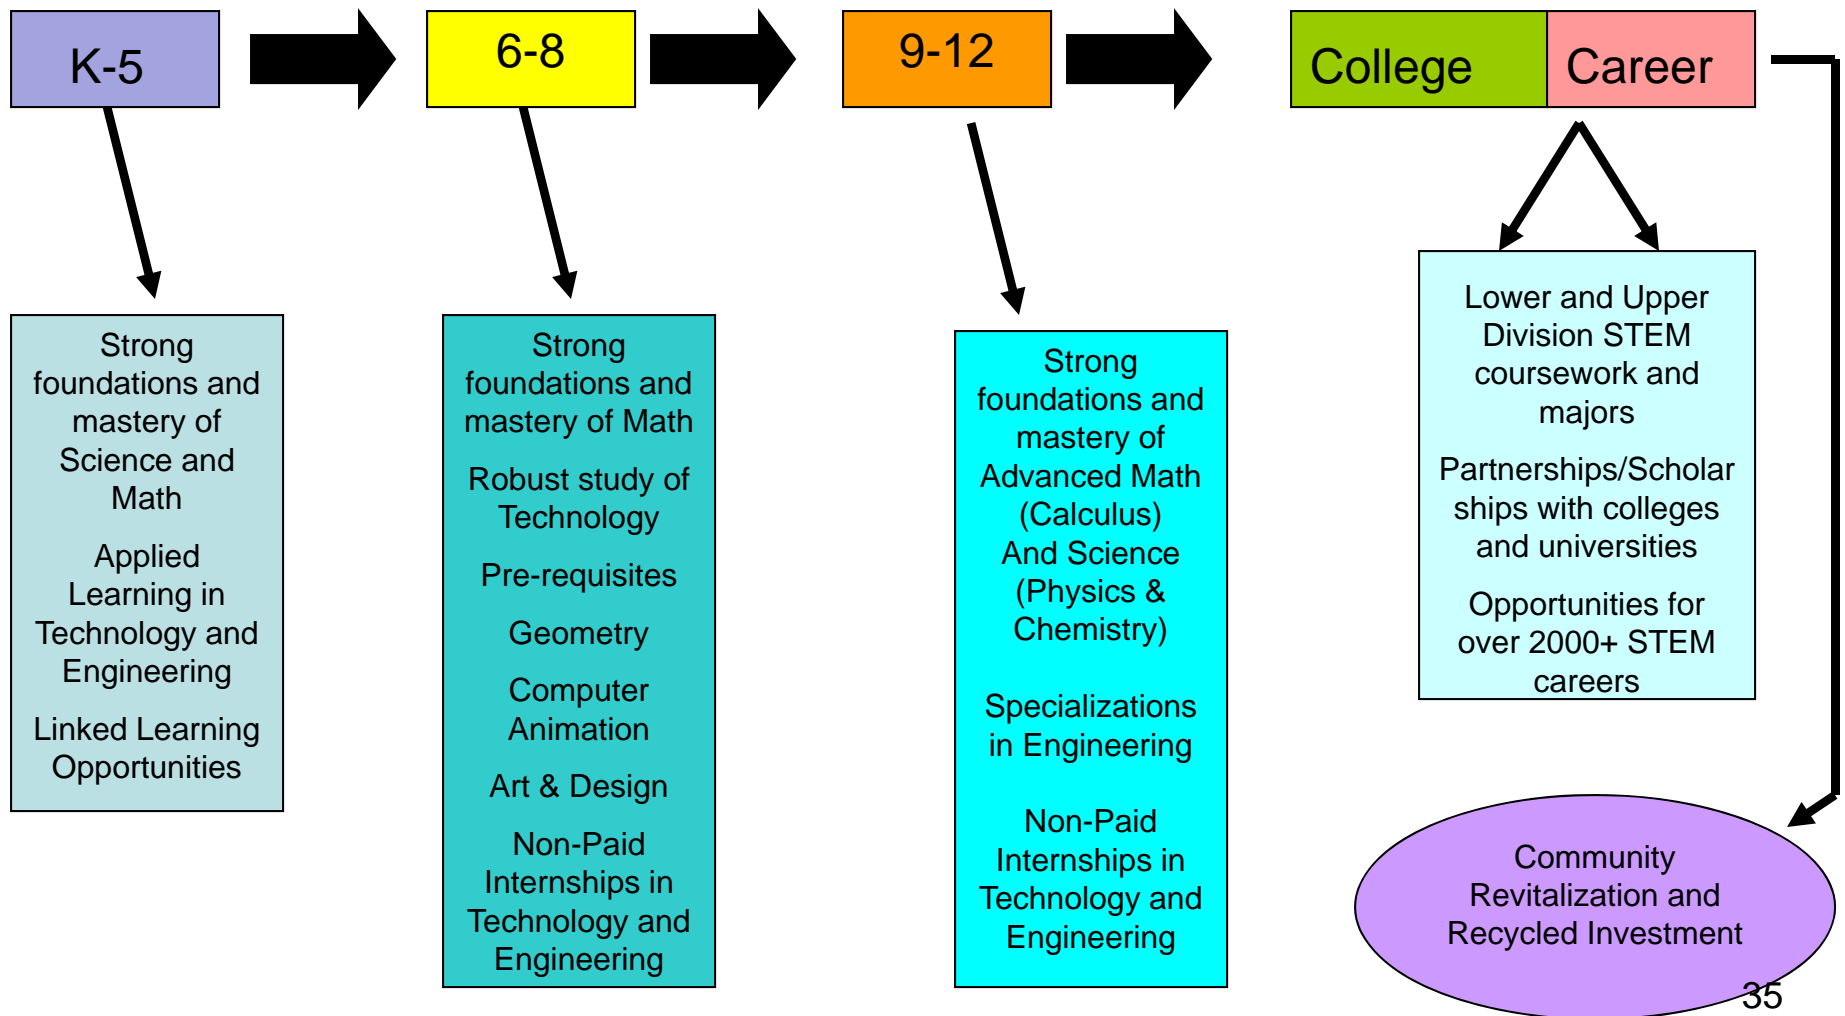 K-5
6-8
9-12
College
Career
Strong
foundations and
mastery of
Science and
Math
Applied
Learning in
Technology and
Engineering
Linked Learning
Opportunities
Strong
foundations and
mastery of Math
Robust study of
Technology
Pre-requisites
Geometry
Computer
Animation
Art & Design
Non-Paid
Internships in
Technology and
Engineering
Strong
foundations and
mastery of
Advanced Math
(Calculus)
And Science
(Physics &
Chemistry)
Specializations
in Engineering
Non-Paid
Internships in
Technology and
Engineering
Lower and Upper
Division STEM
coursework and
majors
Partnerships/Scholar
ships with colleges
and universities
Opportunities for
over 2000+ STEM
careers
Community
Revitalization and
Recycled Investment
35